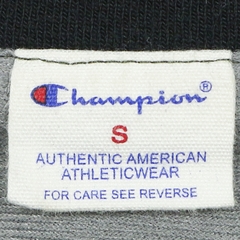 Champion®
S
AUTHENTIC AMERICAN
ATHLETICWEAR
FOR CARE SEE REVERSE